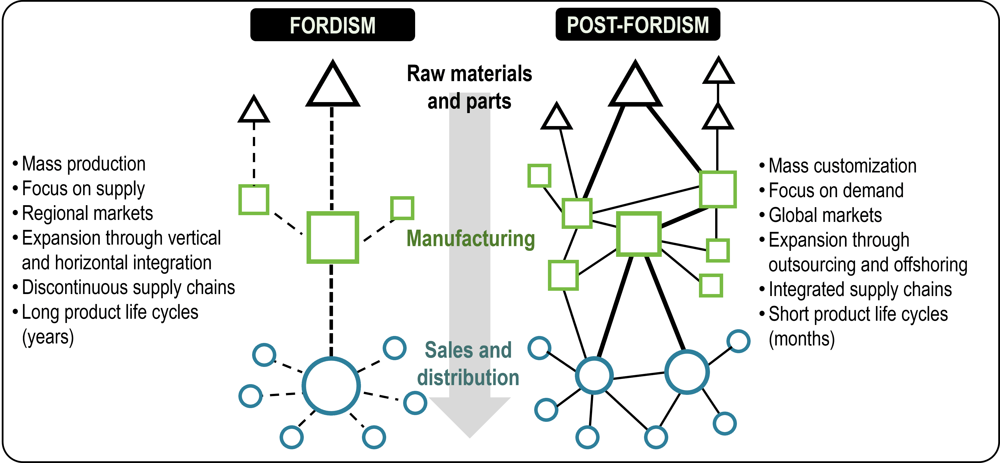 FORDISM
POST-FORDISM
Raw materials
and parts
Manufacturing
Sales and
distribution
• Mass production
• Focus on supply
• Regional markets
• Expansion through vertical
and horizontal integration
• Discontinuous supply chains
• Long product life cycles
(years)
• Mass customization
• Focus on demand
• Global markets
• Expansion through
outsourcing and offshoring
• Integrated supply chains
• Short product life cycles
(months)